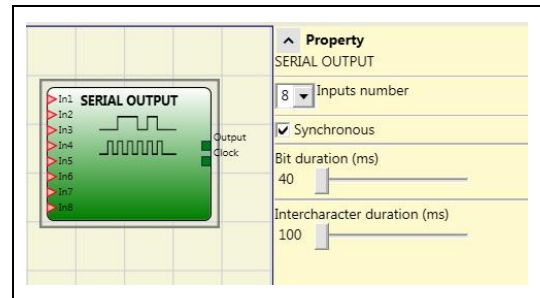 In1 SERIAL OUTPUT
In2
In3
In4
In5
In6
In7
In8
Output
Clock
Property
SERIAL OUTPUT
8 Inputs number
Synchronous
Bit duration (ms)
40
Intercharacter duration (ms)
100